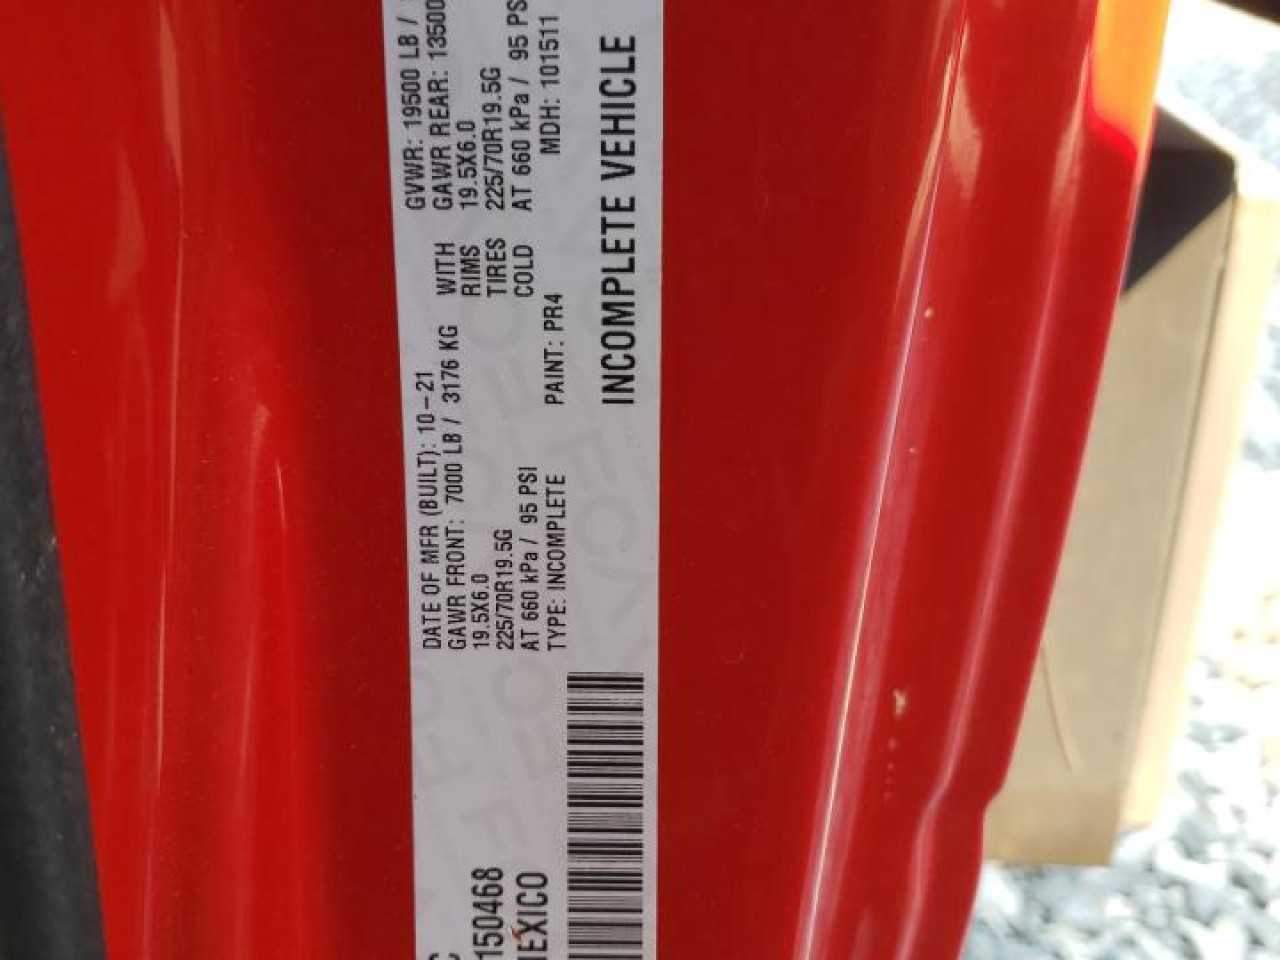 DATE OF MFR (BUILT): 10-21
GVWR: 19500 LB /
GAWR FRONT: 7000 LB / 3176 KG WITH GAWR REAR: 13500
19.5X6.0 RIMS 19.5X6.0
225/70R19.5G TIRES 225/70R19.5G
AT 660 kPa / 95 PSI COLD AT 660 kPa / 95 PS
TYPE: INCOMPLETE PAINT: PR4 MDH: 101511
INCOMPLETE VEHICLE
150468
EXICO